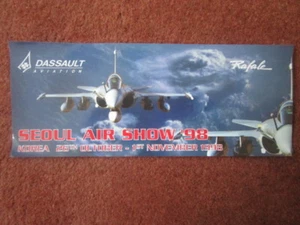 DASSAULT
AVIATION
Rafale
SEOUL AIR SHOW 98
KOREA 26TH OCTOBER - 1ST NOVEMBER 1998